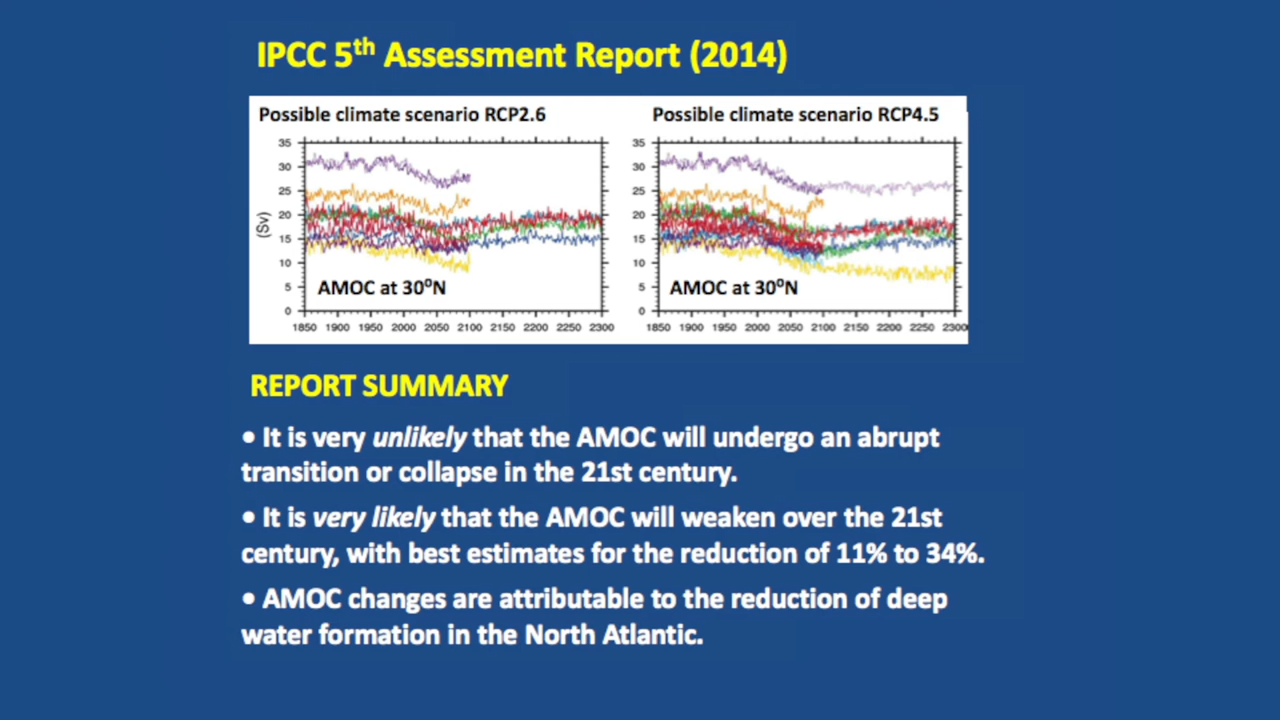 IPCC 5th Assessment Report (2014)
Possible climate scenario RCP2.6
Possible climate scenario RCP4.5
35
30
25
20
15
10
5
0
(Sv)
AMOC at 30°N
1850 1900 1950 2000 2050 2100 2150 2200 2250 2300
35
30
25
20
15
10
5
0
AMOC at 30°N
1850 1900 1950 2000 2050 2100 2150 2200 2250 2300
REPORT SUMMARY
• It is very unlikely that the AMOC will undergo an abrupt
transition or collapse in the 21st century.
• It is very likely that the AMOC will weaken over the 21st
century, with best estimates for the reduction of 11% to 34%.
• AMOC changes are attributable to the reduction of deep
water formation in the North Atlantic.